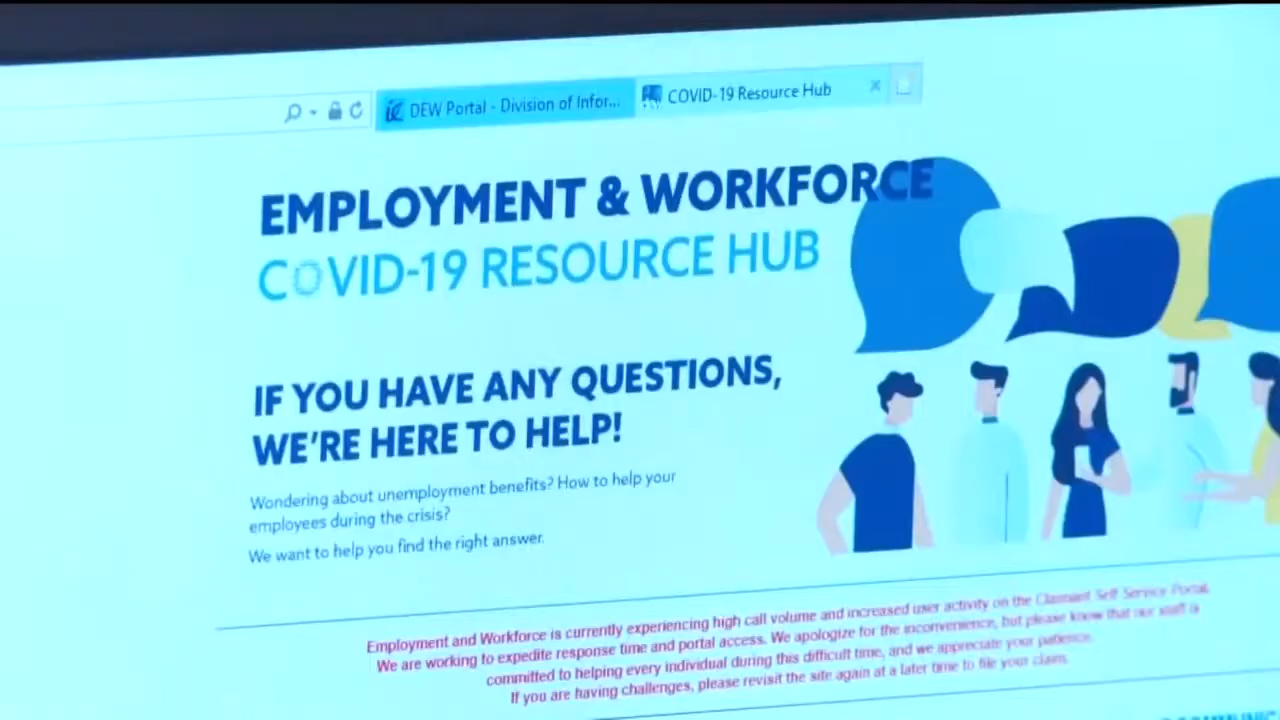 DEW Portal - Division of Infor...
COVID-19 Resource Hub
EMPLOYMENT & WORKFORCE
COVID-19 RESOURCE HUB
IF YOU HAVE ANY QUESTIONS,
WE'RE HERE TO HELP!
Wondering about unemployment benefits? How to help your
employees during the crisis?
We want to help you find the right answer.
Employment and Workforce is currently experiencing high call volume and increased user activity on the Claimant Self Service Portal.
We are working to expedite response time and portal access. We apologize for the inconvenience, but please know that our staff is
committed to helping every individual during this difficult time, and we appreciate your patience.
If you are having challenges, please revisit the site again at a later time to file your claim.